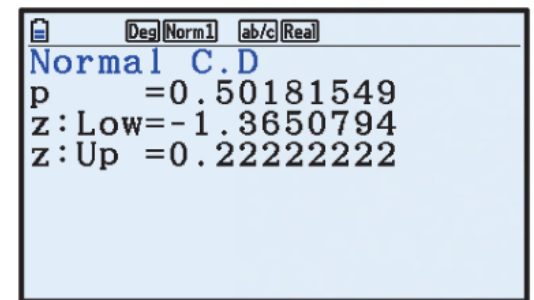 Deg Norm1 ab/c Real
Normal C.D
p =0.50181549
z:Low=-1.3650794
z:Up =0.22222222